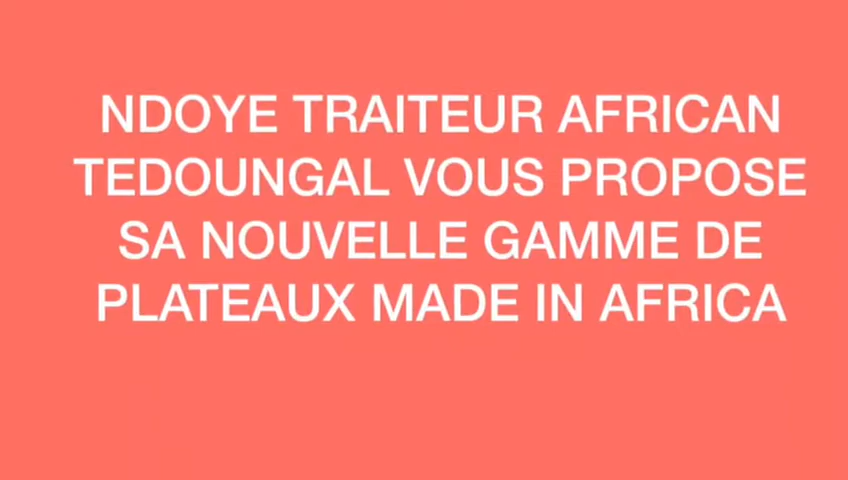 NDOYE TRAITEUR AFRICAN
TEDOUNGAL VOUS PROPOSE
SA NOUVELLE GAMME DE
PLATEAUX MADE IN AFRICA